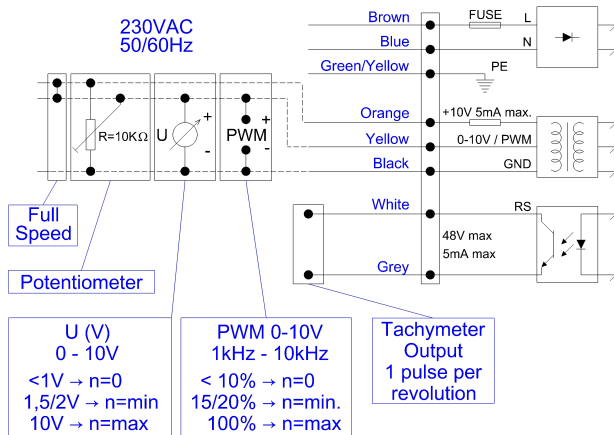 230VAC
50/60Hz
Brown
FUSE
L
Blue
N
Green/Yellow
PE
Orange
+10V 5mA max.
Yellow
0-10V / PWM
Black
GND
R=10KΩ
U
+
-
PWM
+
-
White
RS
48V max
5mA max
Grey
Full
Speed
Potentiometer
U (V)
0 - 10V
<1V → n=0
1,5/2V → n=min
10V → n=max
PWM 0-10V
1kHz - 10kHz
< 10% → n=0
15/20% → n=min.
100% → n=max
Tachymeter
Output
1 pulse per
revolution